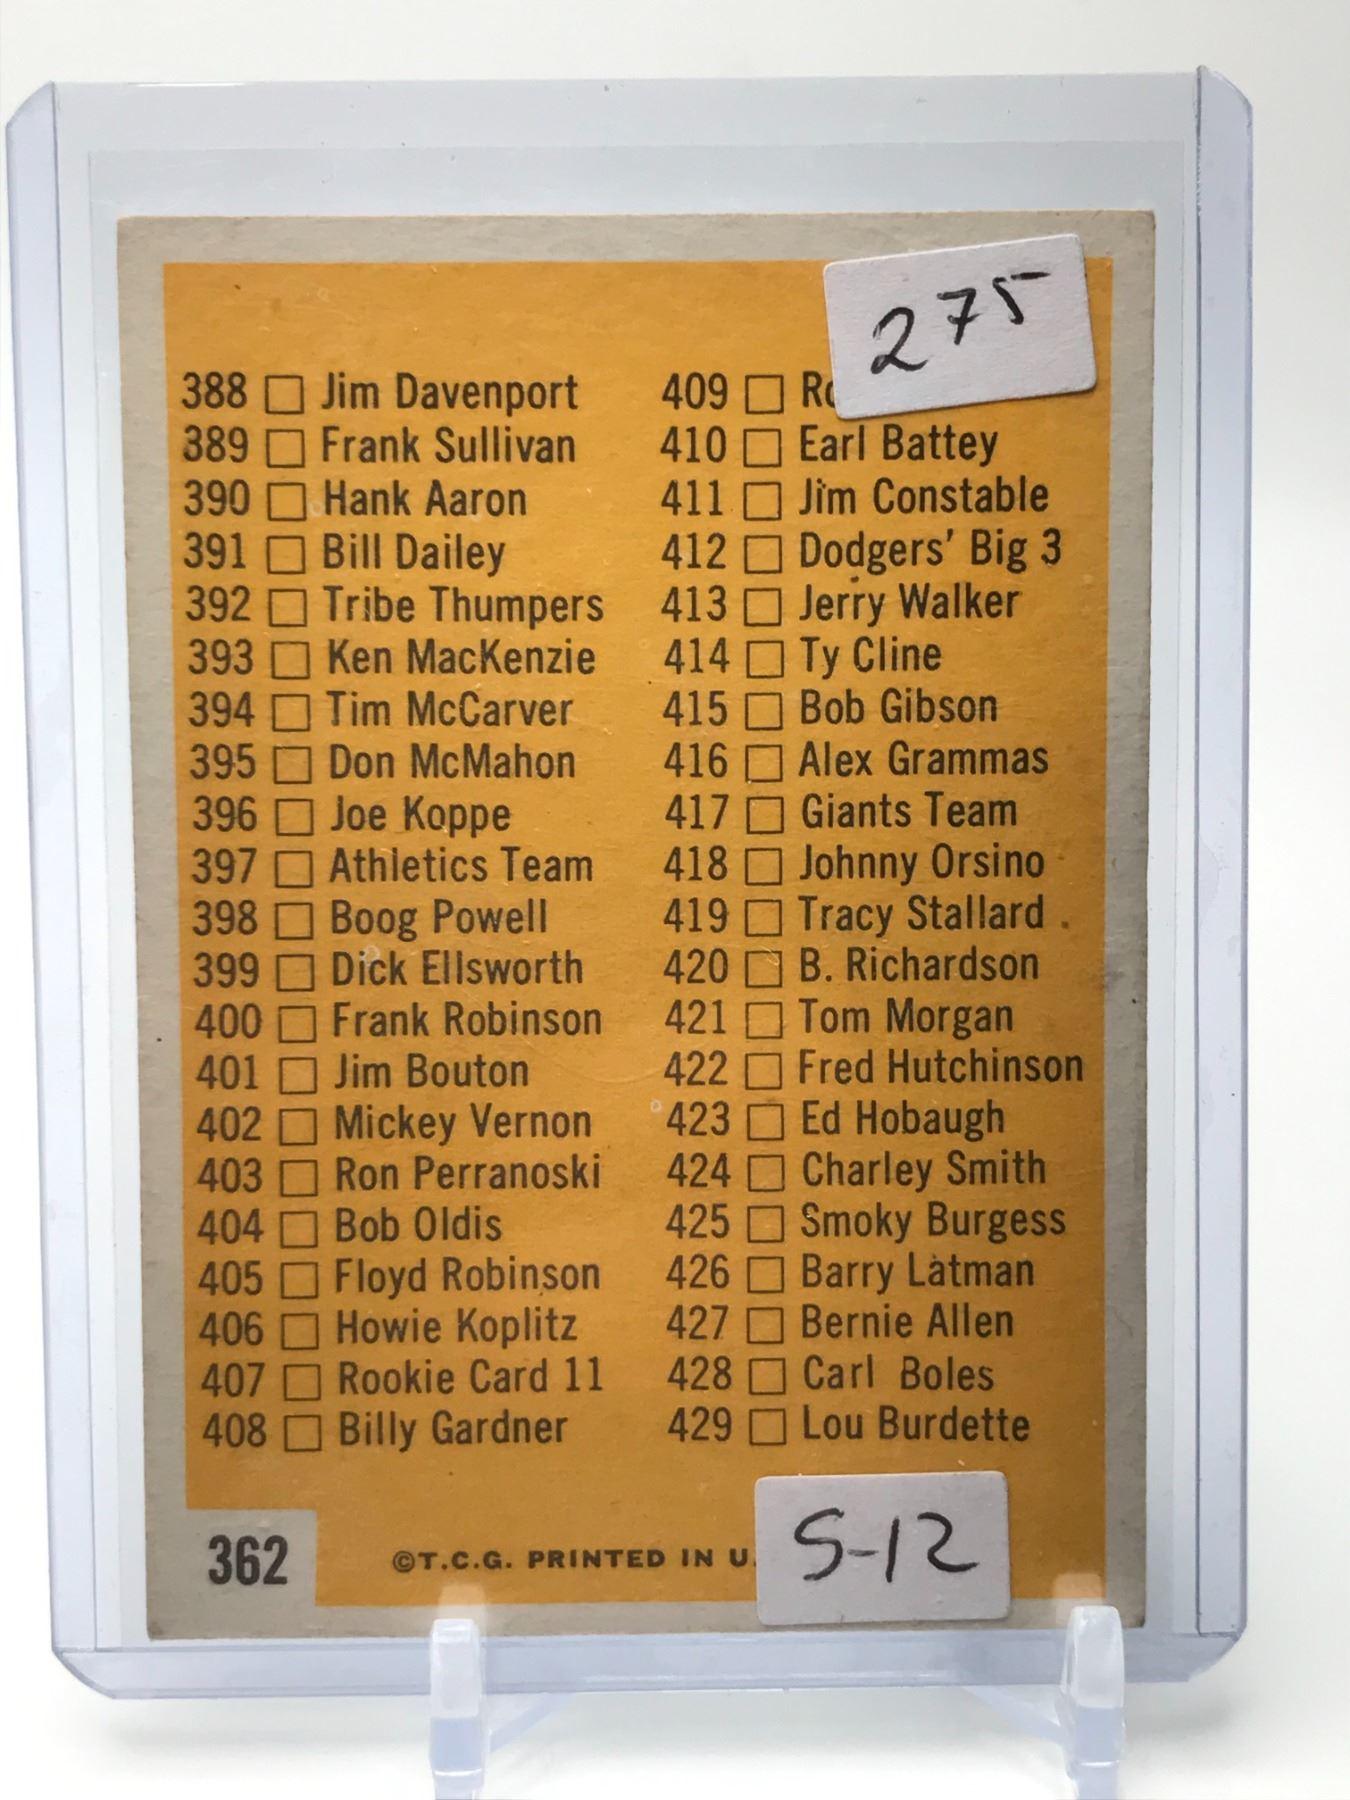 275
388 Jim Davenport
389 Frank Sullivan
390 Hank Aaron
391 Bill Dailey
392 Tribe Thumpers
393 Ken MacKenzie
394 Tim McCarver
395 Don McMahon
396 Joe Koppe
397 Athletics Team
398 Boog Powell
399 Dick Ellsworth
400 Frank Robinson
401 Jim Bouton
402 Mickey Vernon
403 Ron Perranoski
404 Bob Oldis
405 Floyd Robinson
406 Howie Koplitz
407 Rookie Card 11
408 Billy Gardner
409
410 Earl Battey
411 Jim Constable
412 Dodgers' Big 3
413 Jerry Walker
414 Ty Cline
415 Bob Gibson
416 Alex Grammas
417 Giants Team
418 Johnny Orsino
419 Tracy Stallard
420 B. Richardson
421 Tom Morgan
422 Fred Hutchinson
423 Ed Hobaugh
424 Charley Smith
425 Smoky Burgess
426 Barry Latman
427 Bernie Allen
428 Carl Boles
429 Lou Burdette
362
©T.C.G. PRINTED IN U.
S-12